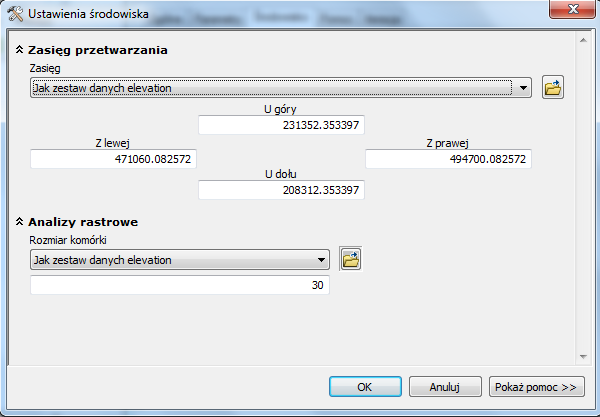 Ustawienia środowiska
Zasięg przetwarzania
Zasięg
Jak zestaw danych elevation
U góry
231352.353397
Z lewej
Z prawej
471060.082572
494700.082572
U dołu
208312.353397
Analizy rastrowe
Rozmiar komórki
Jak zestaw danych elevation
30
OK
Anuluj
Pokaż pomoc >>